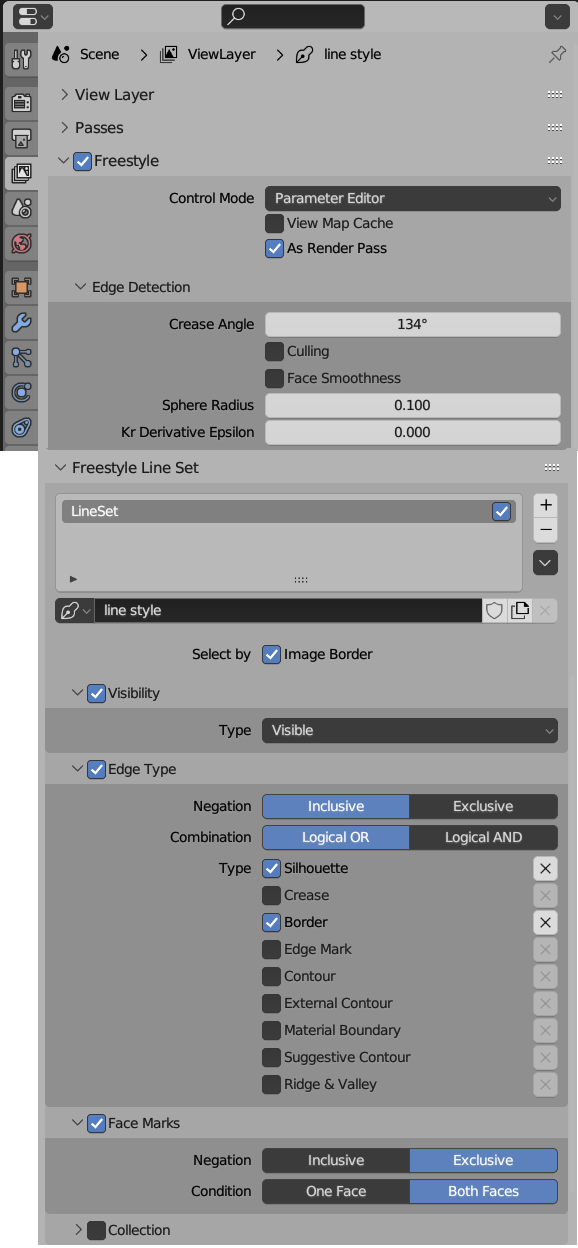 Scene ViewLayer line style
View Layer
Passes
Freestyle
Control Mode Parameter Editor
View Map Cache
As Render Pass
Edge Detection
Crease Angle 134°
Culling
Face Smoothness
Sphere Radius 0.100
Kr Derivative Epsilon 0.000
Freestyle Line Set
LineSet
line style
Select by Image Border
Visibility
Type Visible
Edge Type
Negation Inclusive Exclusive
Combination Logical OR Logical AND
Type Silhouette
Crease
Border
Edge Mark
Contour
External Contour
Material Boundary
Suggestive Contour
Ridge & Valley
Face Marks
Negation Inclusive Exclusive
Condition One Face Both Faces
Collection